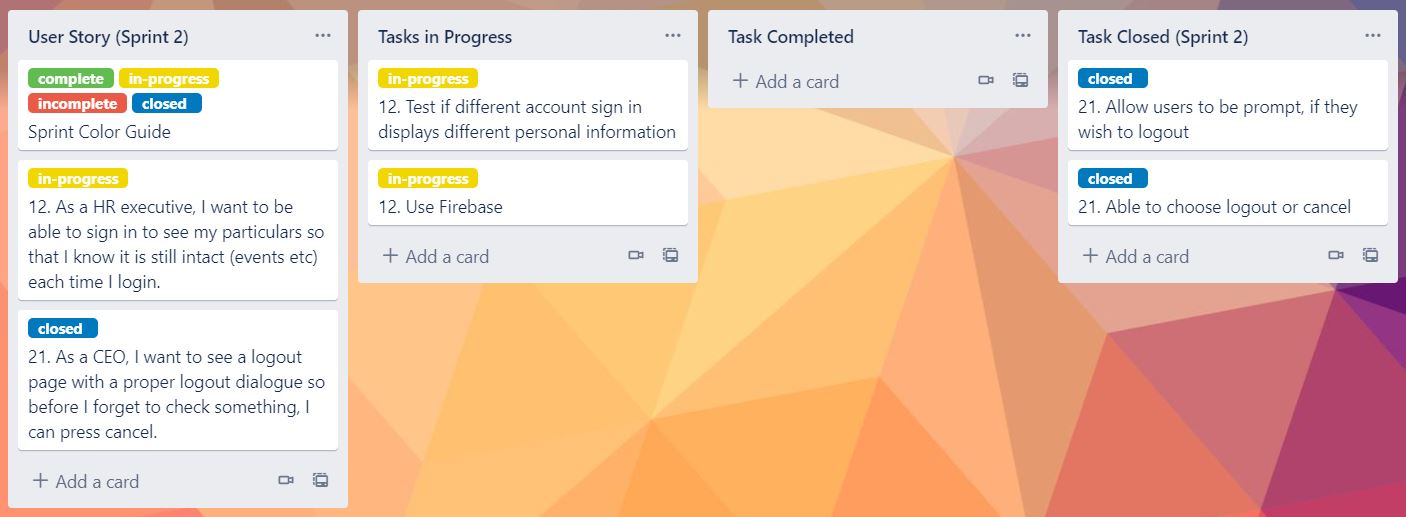 User Story (Sprint 2)
complete in-progress
incomplete closed
Sprint Color Guide
in-progress
12. As a HR executive, I want to be
able to sign in to see my particulars so
that I know it is still intact (events etc)
each time I login.
closed
21. As a CEO, I want to see a logout
page with a proper logout dialogue so
before I forget to check something, I
can press cancel.
+ Add a card
Tasks in Progress
in-progress
12. Test if different account sign in
displays different personal information
in-progress
12. Use Firebase
+ Add a card
Task Completed
+ Add a card
Task Closed (Sprint 2)
closed
21. Allow users to be prompt, if they
wish to logout
closed
21. Able to choose logout or cancel
+ Add a card